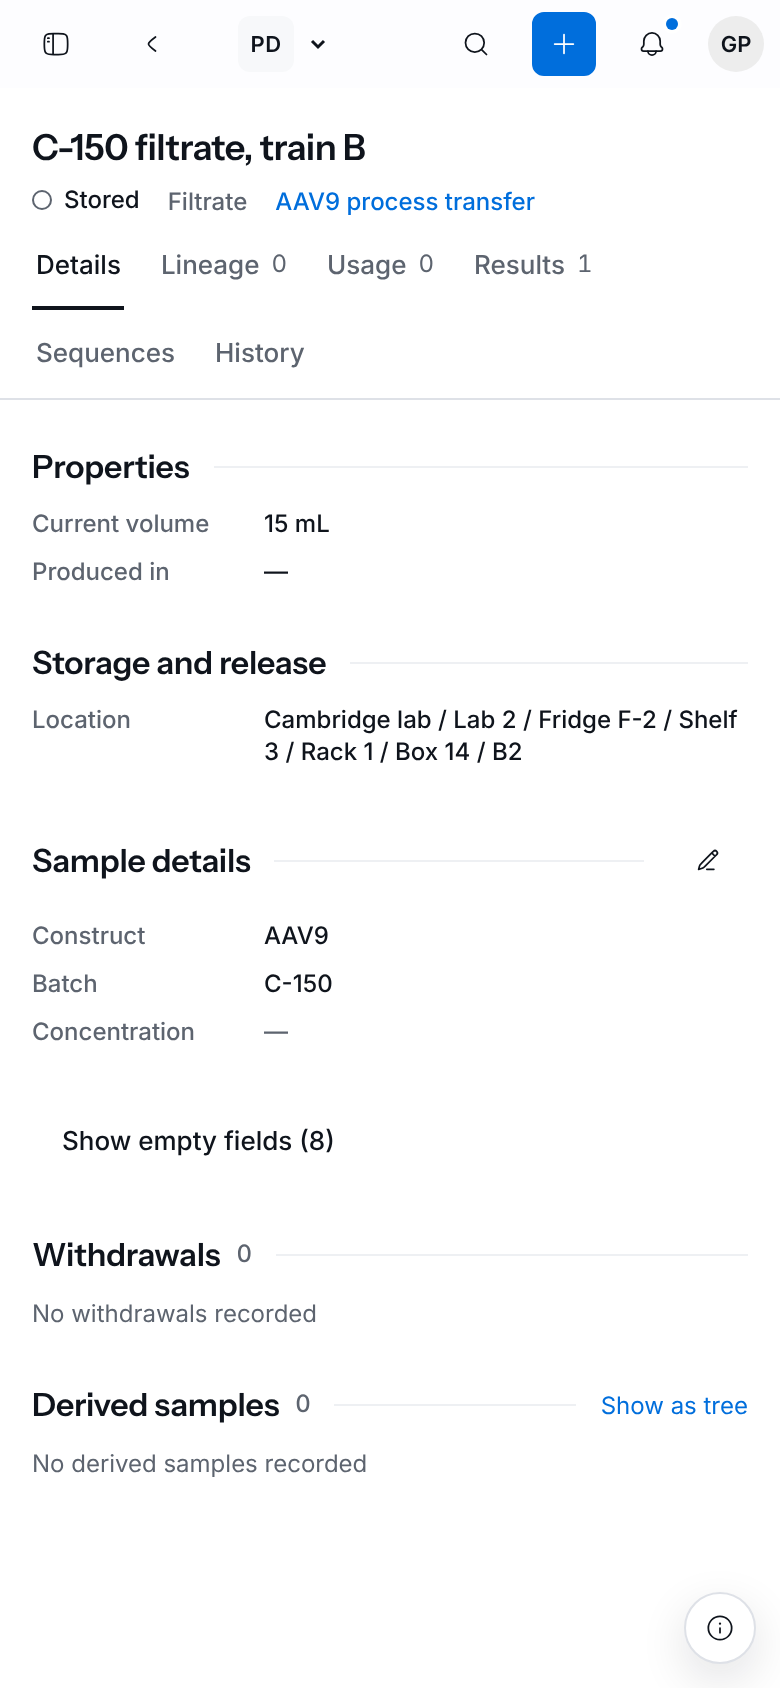 PD
GP
C-150 filtrate, train B
Stored Filtrate AAV9 process transfer
Details Lineage 0 Usage 0 Results 1
Sequences History
Properties
Current volume 15 mL
Produced in —
Storage and release
Location Cambridge lab / Lab 2 / Fridge F-2 / Shelf
3 / Rack 1 / Box 14 / B2
Sample details
Construct AAV9
Batch C-150
Concentration —
Show empty fields (8)
Withdrawals 0
No withdrawals recorded
Derived samples 0 Show as tree
No derived samples recorded